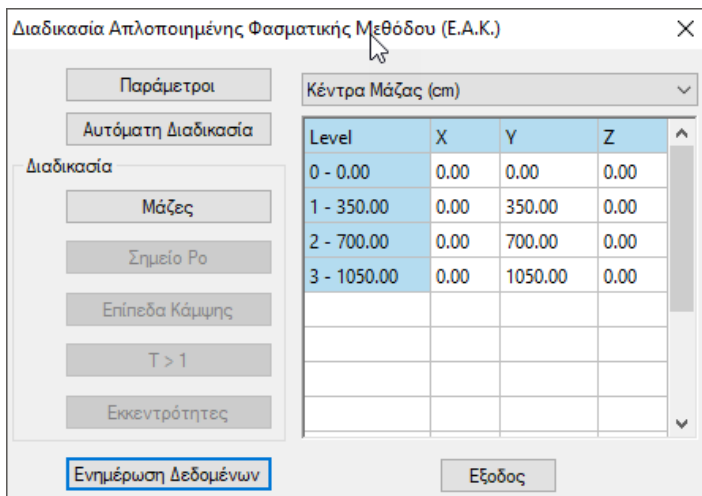 Διαδικασία Απλοποιημένης Φασματικής Μεθόδου (Ε.Α.Κ.)
Παράμετροι
Αυτόματη Διαδικασία
Διαδικασία
Μάζες
Σημείο Ρο
Επίπεδα Κάμψης
T > 1
Εκκεντρότητες
Ενημέρωση Δεδομένων
Κέντρα Μάζας (cm)
Level X Y Z
0 - 0.00 0.00 0.00 0.00
1 - 350.00 0.00 350.00 0.00
2 - 700.00 0.00 700.00 0.00
3 - 1050.00 0.00 1050.00 0.00
Εξοδος